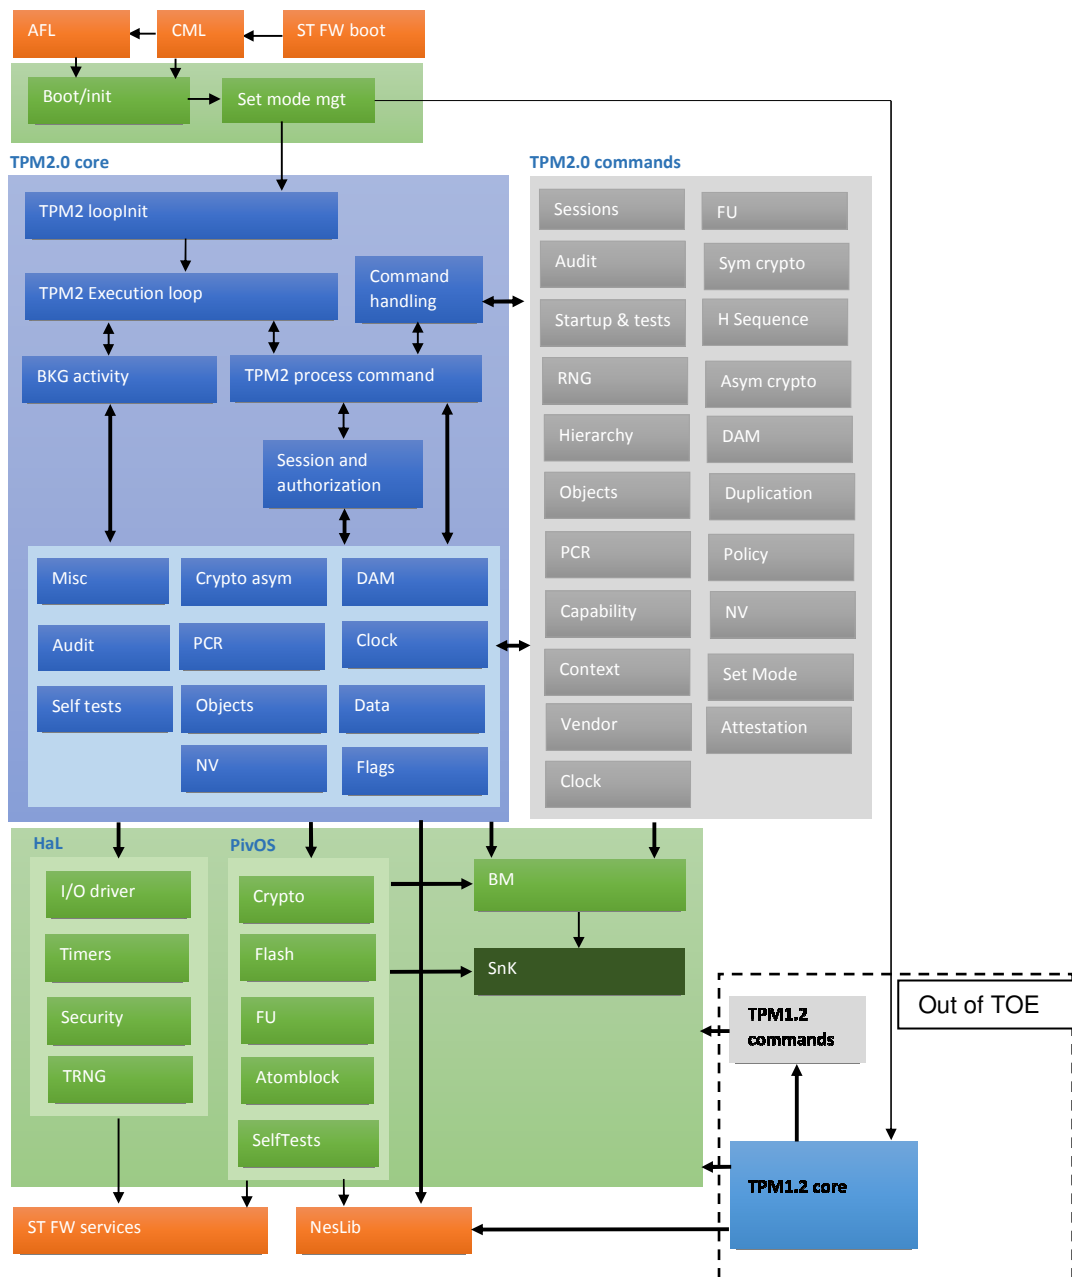 AFL
CML
ST FW boot
Boot/init
Set mode mgt
TPM2.0 core
TPM2 loopInit
TPM2 Execution loop
Command
handling
BKG activity
TPM2 process command
Session and
authorization
Misc
Crypto asym
DAM
Audit
PCR
Clock
Self tests
Objects
Data
NV
Flags
TPM2.0 commands
Sessions
FU
Audit
Sym crypto
Startup & tests
H Sequence
RNG
Asym crypto
Hierarchy
DAM
Objects
Duplication
PCR
Policy
Capability
NV
Context
Set Mode
Vendor
Attestation
Clock
HaL
I/O driver
Timers
Security
TRNG
PivOS
Crypto
Flash
FU
Atomblock
SelfTests
BM
SnK
Out of TOE
TPM1.2
commands
TPM1.2 core
ST FW services
NesLib